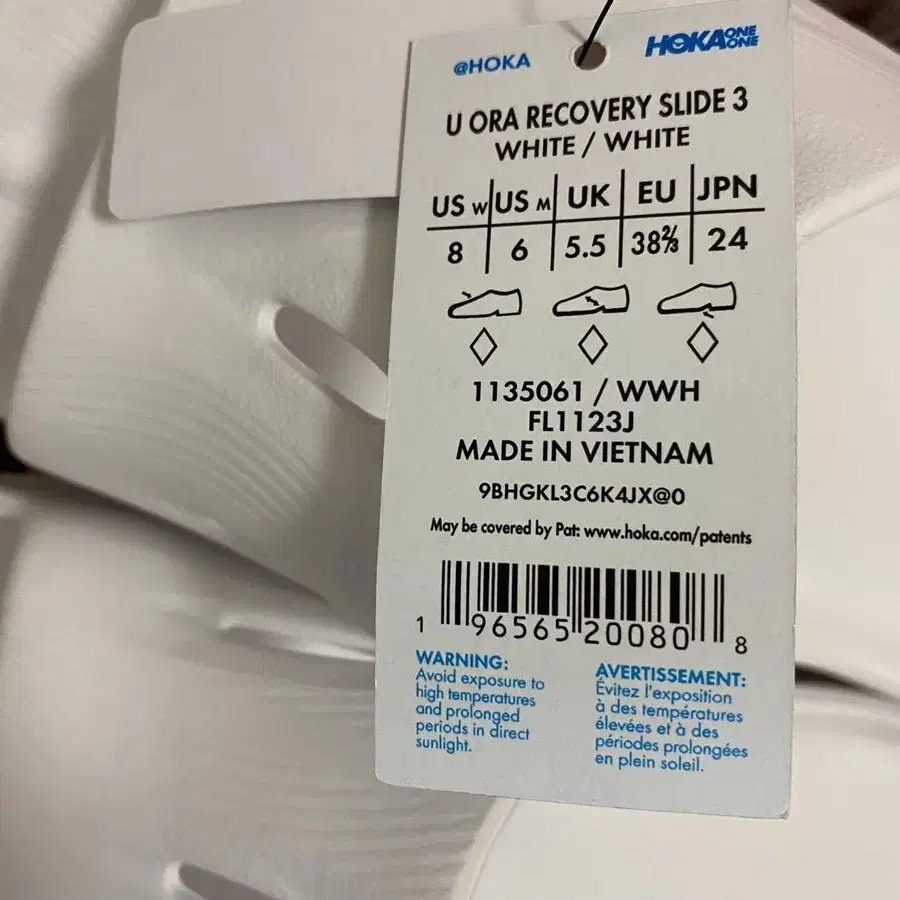 @HOKA
HOKA ONE ONE
U ORA RECOVERY SLIDE 3
WHITE / WHITE
US W US M UK EU JPN
8 6 5.5 38⅔ 24
1135061 / WWH
FL1123J
MADE IN VIETNAM
9BHGKL3C6K4JX@0
May be covered by Pat: www.hoka.com/patents
1 96565 20080 8
WARNING:
Avoid exposure to
high temperatures
and prolonged
periods in direct
sunlight.
AVERTISSEMENT:
Évitez l'exposition
à des températures
élevées et à des
périodes prolongées
en plein soleil.